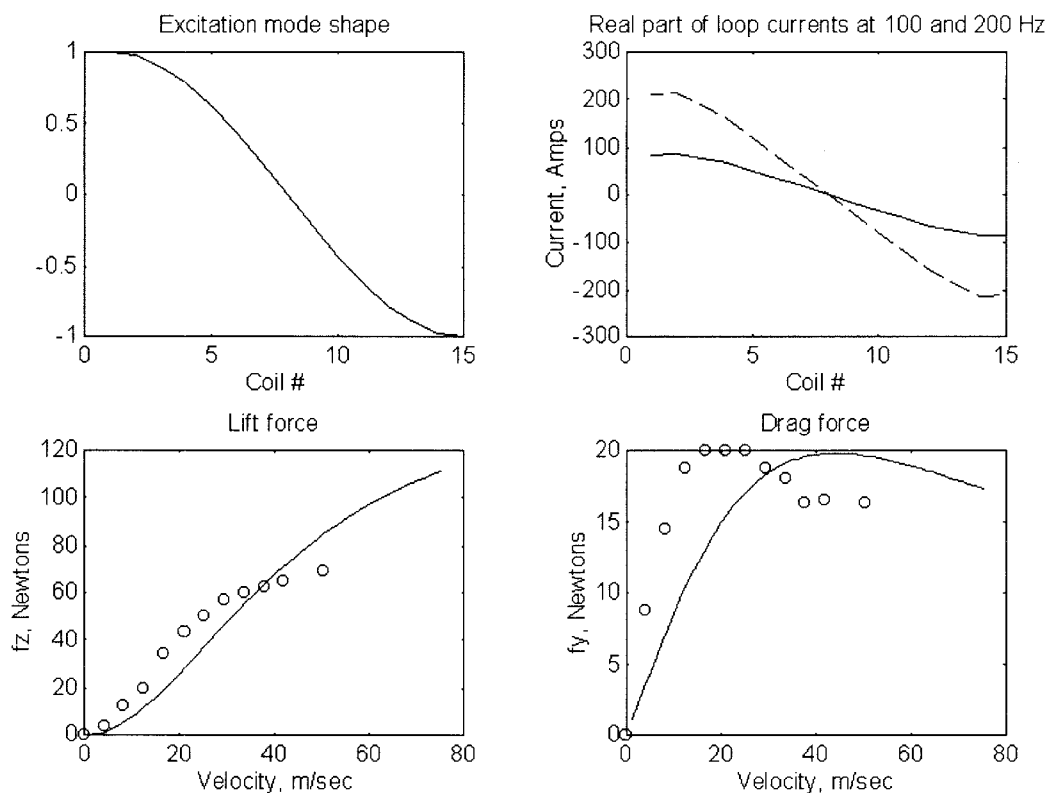 Excitation mode shape
1
0.5
0
-0.5
-1
0 5 10 15
Coil #
Real part of loop currents at 100 and 200 Hz
Current, Amps
300
200
100
0
-100
-200
-300
0 5 10 15
Coil #
Lift force
fz, Newtons
120
100
80
60
40
20
0
0 20 40 60 80
Velocity, m/sec
Drag force
fy, Newtons
20
15
10
5
0
0 20 40 60 80
Velocity, m/sec